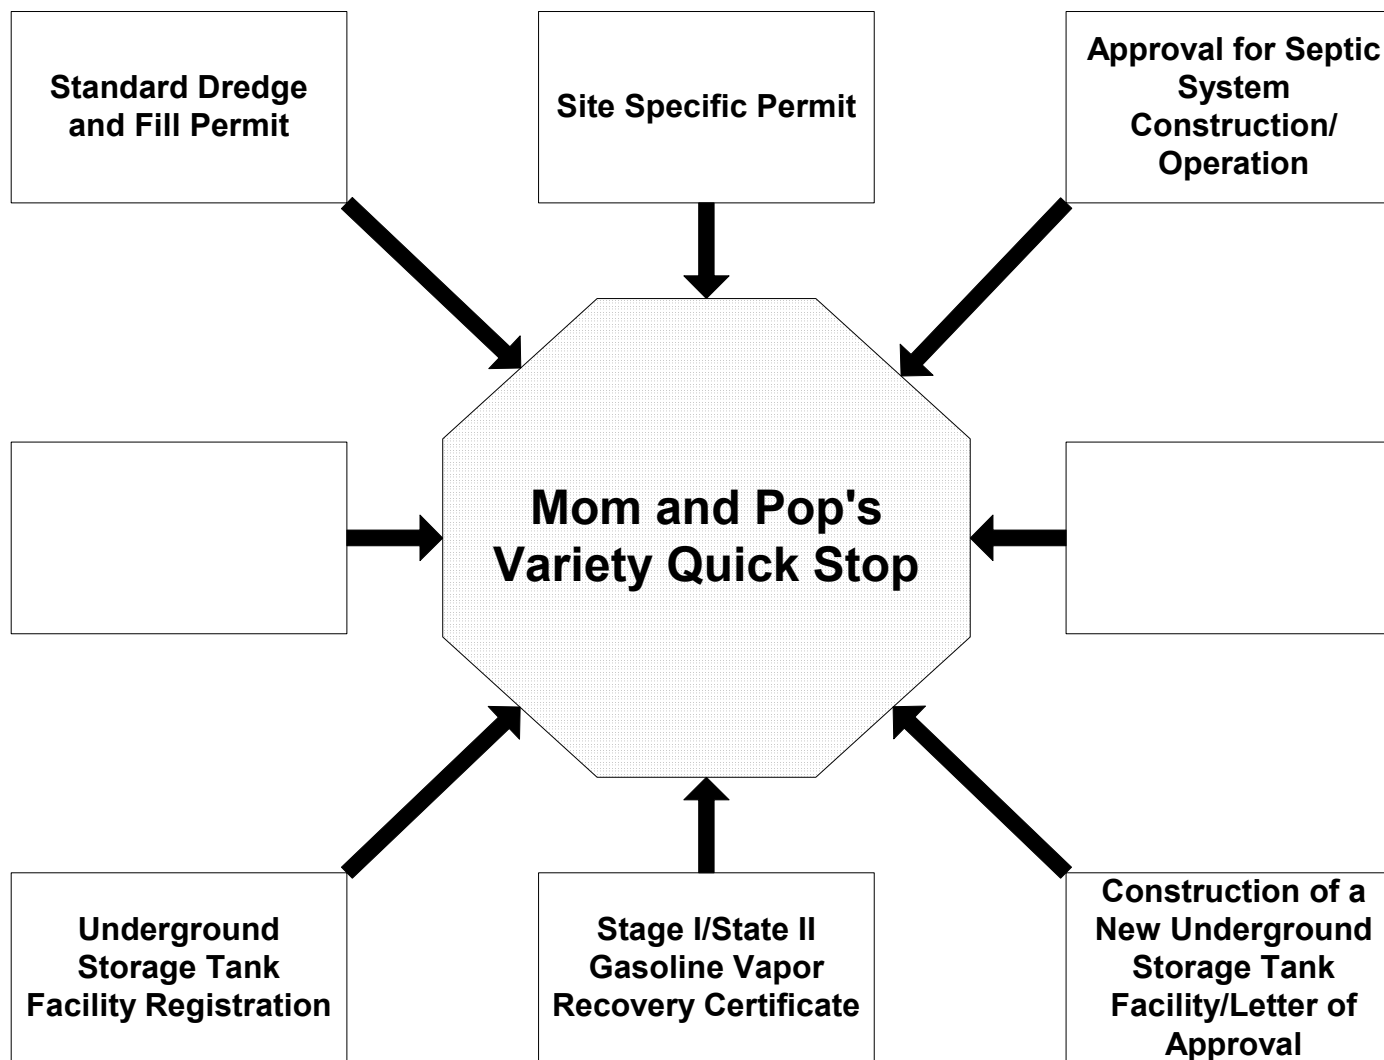 Standard Dredge
and Fill Permit
Site Specific Permit
Approval for Septic
System
Construction/
Operation
Mom and Pop's
Variety Quick Stop
Underground
Storage Tank
Facility Registration
Stage I/State II
Gasoline Vapor
Recovery Certificate
Construction of a
New Underground
Storage Tank
Facility/Letter of
Approval